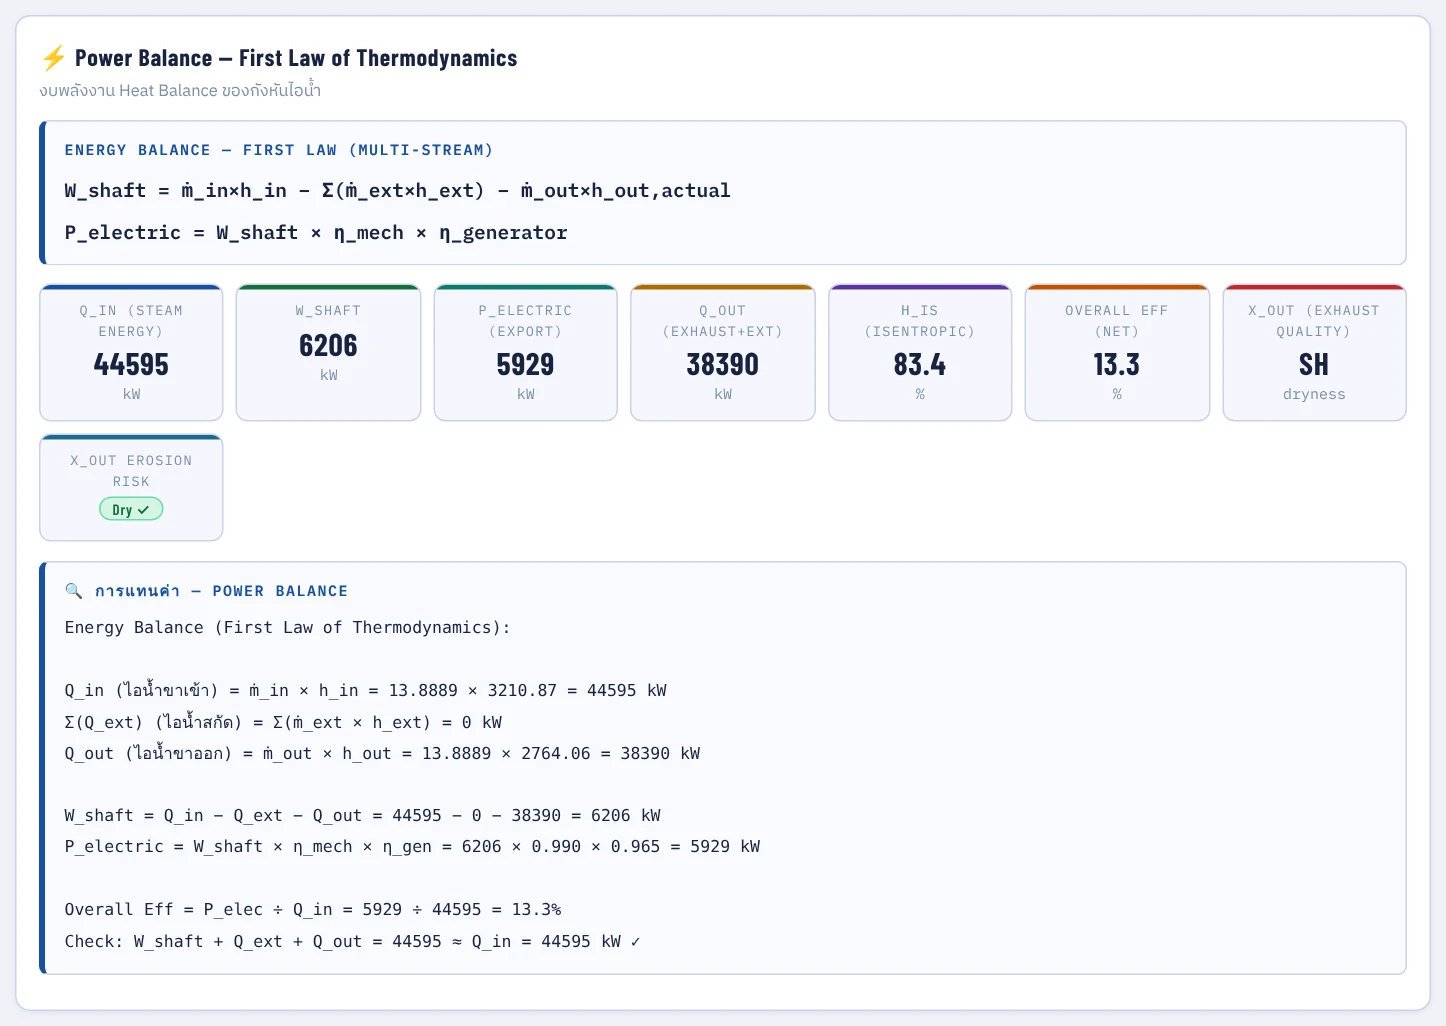 ⚡ Power Balance – First Law of Thermodynamics
งบพลังงาน Heat Balance ของกังหันไอน้ำ
ENERGY BALANCE – FIRST LAW (MULTI-STREAM)
W_shaft = ṁ_in×h_in − Σ(ṁ_ext×h_ext) − ṁ_out×h_out,actual
P_electric = W_shaft × η_mech × η_generator
Q_IN (STEAM
ENERGY)
44595
kW
W_SHAFT
6206
kW
P_ELECTRIC
(EXPORT)
5929
kW
Q_OUT
(EXHAUST+EXT)
38390
kW
Η_IS
(ISENTROPIC)
83.4
%
OVERALL EFF
(NET)
13.3
%
X_OUT (EXHAUST
QUALITY)
SH
dryness
X_OUT EROSION
RISK
Dry ✓
🔍 การแทนค่า – POWER BALANCE
Energy Balance (First Law of Thermodynamics):
Q_in (ไอน้ำขาเข้า) = ṁ_in × h_in = 13.8889 × 3210.87 = 44595 kW
Σ(Q_ext) (ไอน้ำสกัด) = Σ(ṁ_ext × h_ext) = 0 kW
Q_out (ไอน้ำขาออก) = ṁ_out × h_out = 13.8889 × 2764.06 = 38390 kW
W_shaft = Q_in − Q_ext − Q_out = 44595 − 0 − 38390 = 6206 kW
P_electric = W_shaft × η_mech × η_gen = 6206 × 0.990 × 0.965 = 5929 kW
Overall Eff = P_elec ÷ Q_in = 5929 ÷ 44595 = 13.3%
Check: W_shaft + Q_ext + Q_out = 44595 ≈ Q_in = 44595 kW ✓